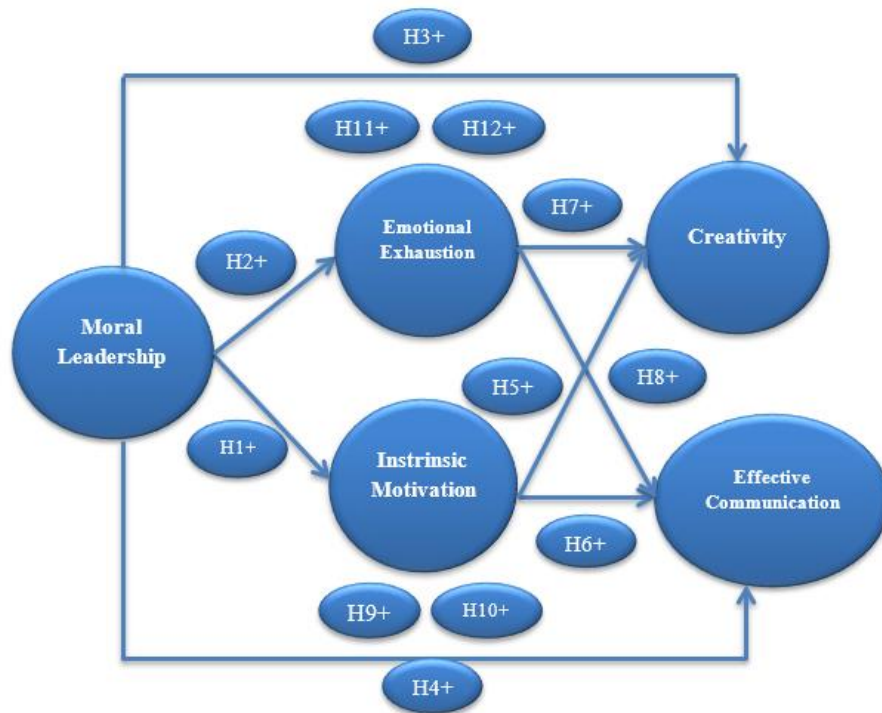 H3+
H11+
H12+
Emotional
Exhaustion
H7+
Creativity
H2+
Moral
Leadership
H5+
H8+
H1+
Instrinsic
Motivation
Effective
Communication
H6+
H9+
H10+
H4+